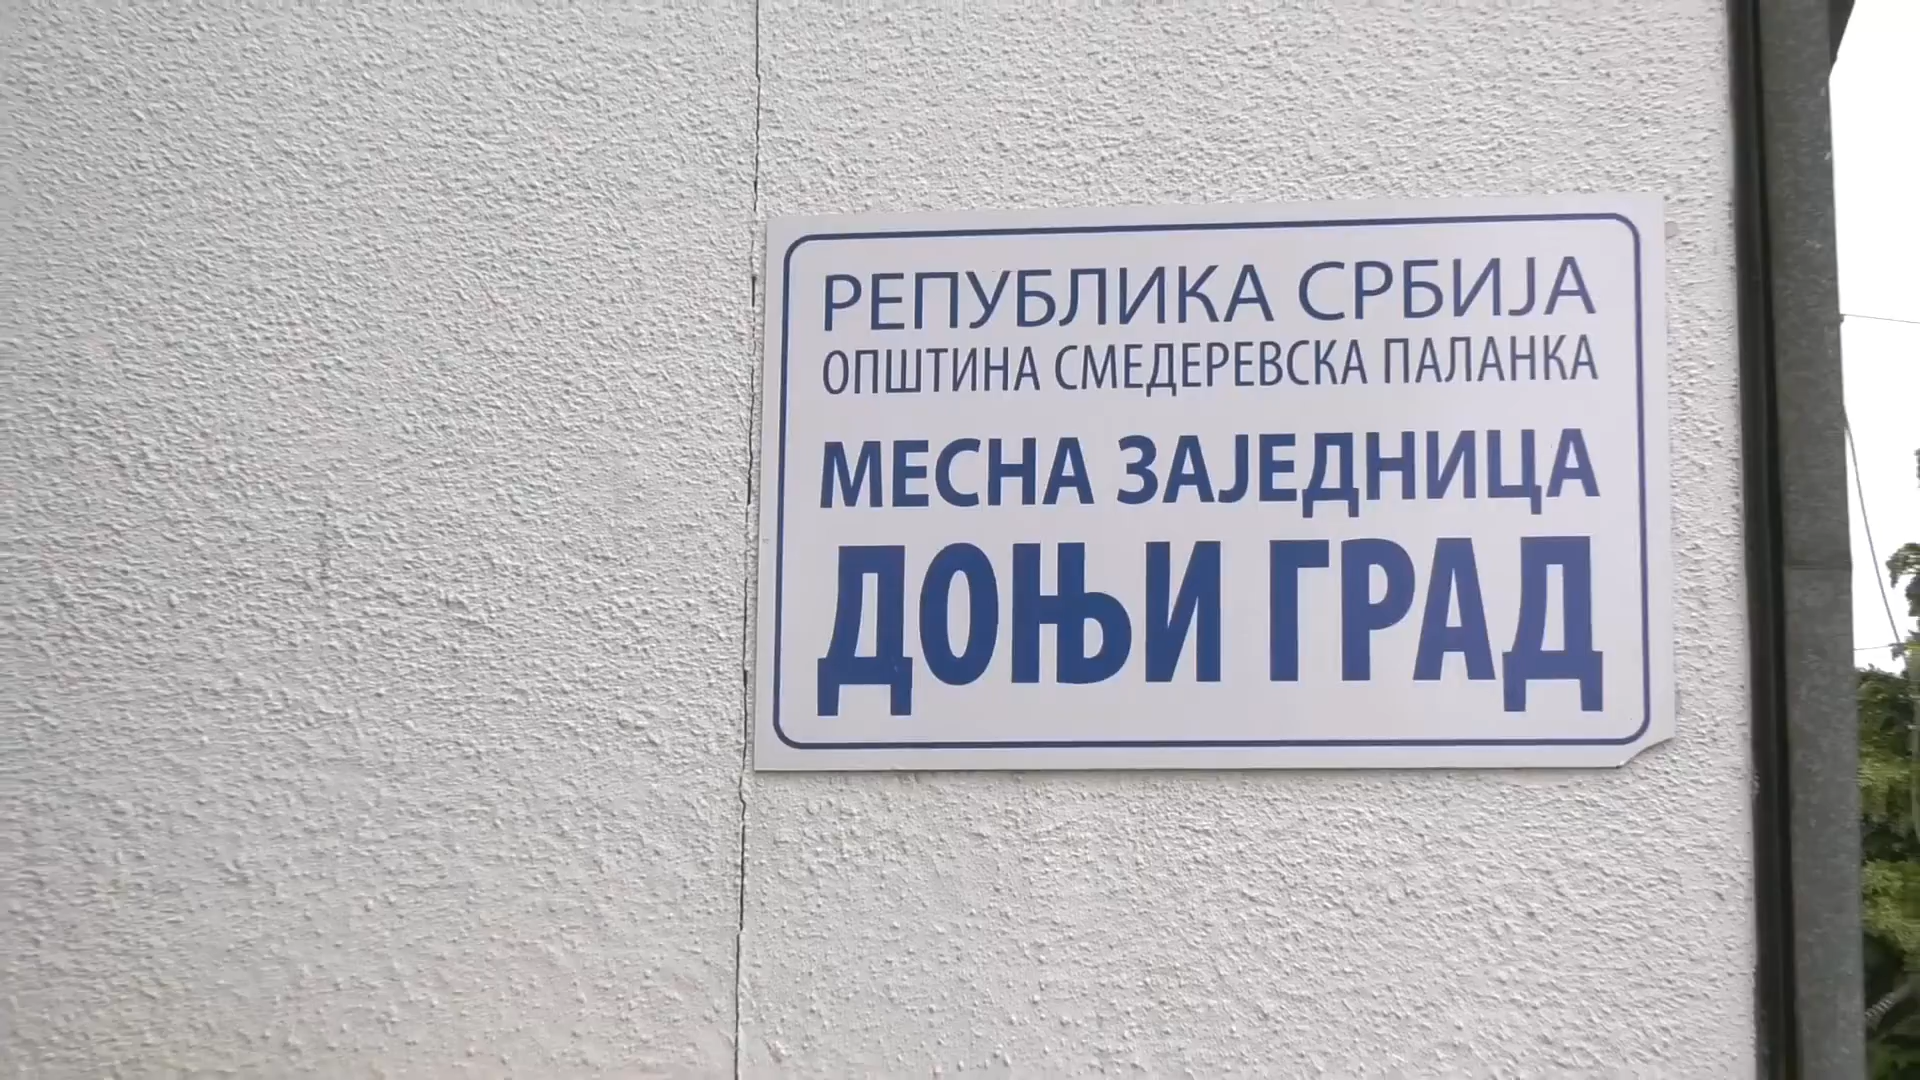 РЕПУБЛИКА СРБИЈА
ОПШТИНА СМЕДЕРЕВСКА ПАЛАНКА
МЕСНА ЗАЈЕДНИЦА
ДОЊИ ГРАД